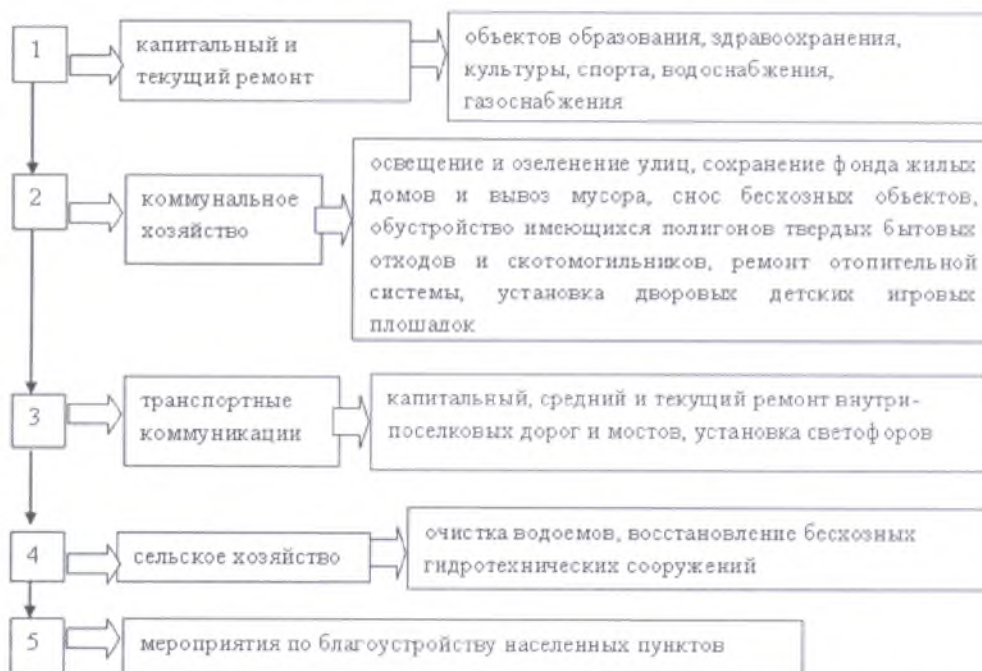 1
капитальный и
текущий ремонт
объектов образования, здравоохранения,
культуры, спорта, водоснабжения,
газоснабжения
2
коммунальное
хозяйство
освещение и озеленение улиц, сохранение фонда жилых
домов и вывоз мусора, снос бесхозных объектов,
обустройство имеющихся полигонов твердых бытовых
отходов и скотомогильников, ремонт отопительной
системы, установка дворовых детских игровых
площадок
3
транспортные
коммуникации
капитальный, средний и текущий ремонт внутри-
поселковых дорог и мостов, установка светофоров
4
сельское хозяйство
очистка водоемов, восстановление бесхозных
гидротехнических сооружений
5
мероприятия по благоустройству населенных пунктов